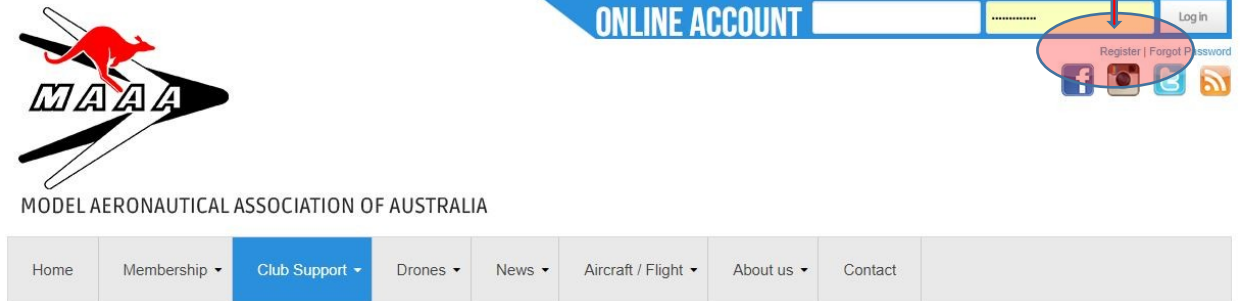 ONLINE ACCOUNT ............. Log in
Register | Forgot Password
MAAA
MODEL AERONAUTICAL ASSOCIATION OF AUSTRALIA
Home Membership Club Support Drones News Aircraft / Flight About us Contact